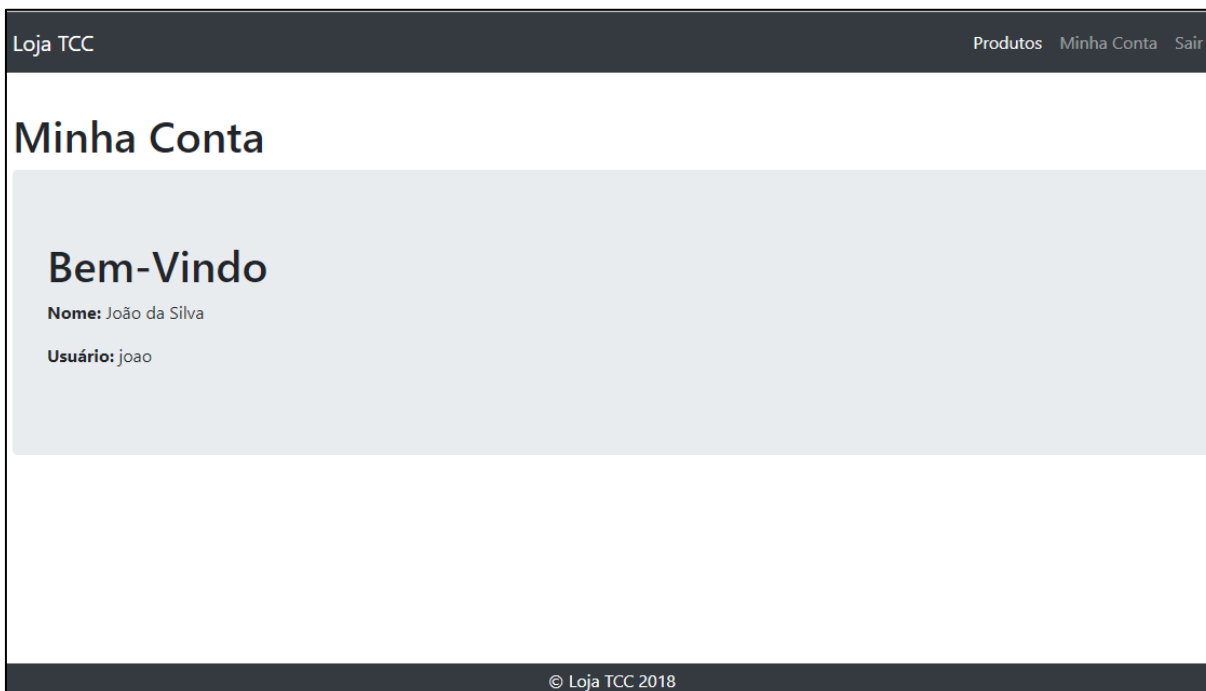 Loja TCC
Produtos Minha Conta Sair
Minha Conta
Bem-Vindo
Nome: João da Silva
Usuário: joao
© Loja TCC 2018